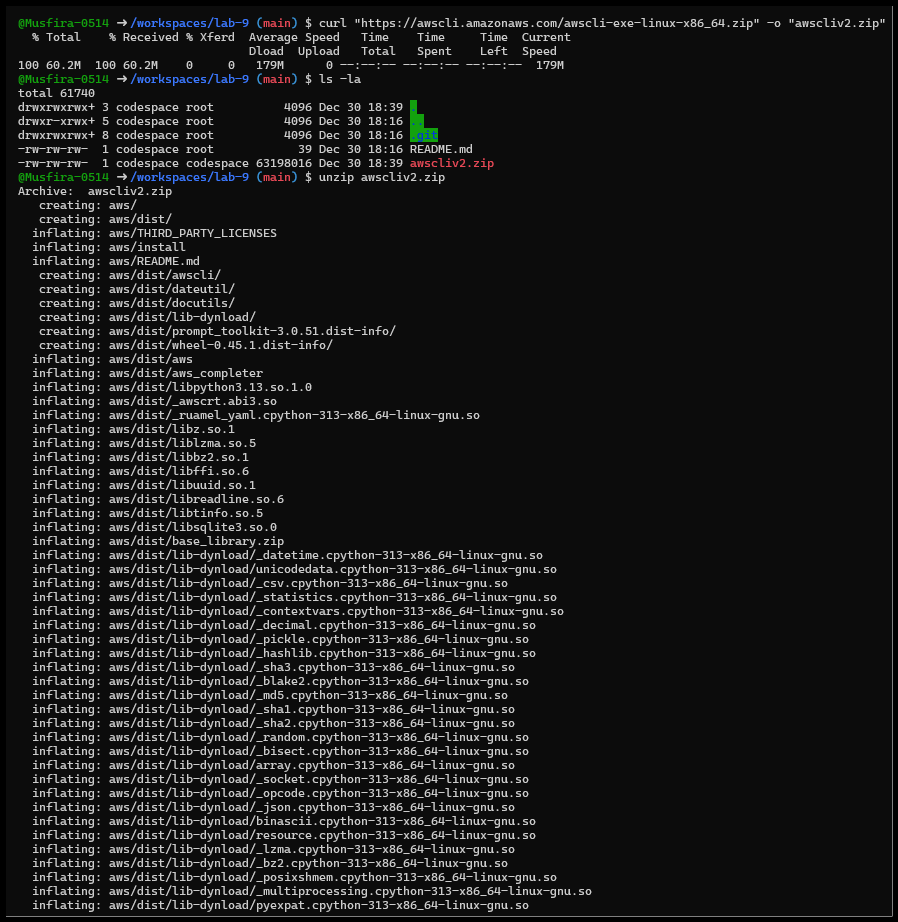 @Musfira-0514 ➜ /workspaces/lab-9 (main) $ curl "https://awscli.amazonaws.com/awscli-exe-linux-x86_64.zip" -o "awscliv2.zip"
  % Total    % Received % Xferd  Average Speed   Time    Time     Time  Current
                                 Dload  Upload   Total   Spent    Left  Speed
100 60.2M  100 60.2M    0     0   179M      0 --:--:-- --:--:-- --:--:--  179M
@Musfira-0514 ➜ /workspaces/lab-9 (main) $ ls -la
total 61740
drwxrwxrwx+ 3 codespace root          4096 Dec 30 18:39 .
drwxr-xrwx+ 5 codespace root          4096 Dec 30 18:16 ..
drwxrwxrwx+ 8 codespace root          4096 Dec 30 18:16 .git
-rw-rw-rw-  1 codespace root            39 Dec 30 18:16 README.md
-rw-rw-rw-  1 codespace codespace 63198016 Dec 30 18:39 awscliv2.zip
@Musfira-0514 ➜ /workspaces/lab-9 (main) $ unzip awscliv2.zip
Archive:  awscliv2.zip
   creating: aws/
   creating: aws/dist/
  inflating: aws/THIRD_PARTY_LICENSES
  inflating: aws/install
  inflating: aws/README.md
   creating: aws/dist/awscli/
   creating: aws/dist/dateutil/
   creating: aws/dist/docutils/
   creating: aws/dist/lib-dynload/
   creating: aws/dist/prompt_toolkit-3.0.51.dist-info/
   creating: aws/dist/wheel-0.45.1.dist-info/
  inflating: aws/dist/aws
  inflating: aws/dist/aws_completer
  inflating: aws/dist/libpython3.13.so.1.0
  inflating: aws/dist/_awscrt.abi3.so
  inflating: aws/dist/_ruamel_yaml.cpython-313-x86_64-linux-gnu.so
  inflating: aws/dist/libz.so.1
  inflating: aws/dist/liblzma.so.5
  inflating: aws/dist/libbz2.so.1
  inflating: aws/dist/libffi.so.6
  inflating: aws/dist/libuuid.so.1
  inflating: aws/dist/libreadline.so.6
  inflating: aws/dist/libtinfo.so.5
  inflating: aws/dist/libsqlite3.so.0
  inflating: aws/dist/base_library.zip
  inflating: aws/dist/lib-dynload/_datetime.cpython-313-x86_64-linux-gnu.so
  inflating: aws/dist/lib-dynload/unicodedata.cpython-313-x86_64-linux-gnu.so
  inflating: aws/dist/lib-dynload/_csv.cpython-313-x86_64-linux-gnu.so
  inflating: aws/dist/lib-dynload/_statistics.cpython-313-x86_64-linux-gnu.so
  inflating: aws/dist/lib-dynload/_contextvars.cpython-313-x86_64-linux-gnu.so
  inflating: aws/dist/lib-dynload/_decimal.cpython-313-x86_64-linux-gnu.so
  inflating: aws/dist/lib-dynload/_pickle.cpython-313-x86_64-linux-gnu.so
  inflating: aws/dist/lib-dynload/_hashlib.cpython-313-x86_64-linux-gnu.so
  inflating: aws/dist/lib-dynload/_sha3.cpython-313-x86_64-linux-gnu.so
  inflating: aws/dist/lib-dynload/_blake2.cpython-313-x86_64-linux-gnu.so
  inflating: aws/dist/lib-dynload/_md5.cpython-313-x86_64-linux-gnu.so
  inflating: aws/dist/lib-dynload/_sha1.cpython-313-x86_64-linux-gnu.so
  inflating: aws/dist/lib-dynload/_sha2.cpython-313-x86_64-linux-gnu.so
  inflating: aws/dist/lib-dynload/_random.cpython-313-x86_64-linux-gnu.so
  inflating: aws/dist/lib-dynload/_bisect.cpython-313-x86_64-linux-gnu.so
  inflating: aws/dist/lib-dynload/array.cpython-313-x86_64-linux-gnu.so
  inflating: aws/dist/lib-dynload/_socket.cpython-313-x86_64-linux-gnu.so
  inflating: aws/dist/lib-dynload/_opcode.cpython-313-x86_64-linux-gnu.so
  inflating: aws/dist/lib-dynload/_json.cpython-313-x86_64-linux-gnu.so
  inflating: aws/dist/lib-dynload/binascii.cpython-313-x86_64-linux-gnu.so
  inflating: aws/dist/lib-dynload/resource.cpython-313-x86_64-linux-gnu.so
  inflating: aws/dist/lib-dynload/_lzma.cpython-313-x86_64-linux-gnu.so
  inflating: aws/dist/lib-dynload/_bz2.cpython-313-x86_64-linux-gnu.so
  inflating: aws/dist/lib-dynload/_posixshmem.cpython-313-x86_64-linux-gnu.so
  inflating: aws/dist/lib-dynload/_multiprocessing.cpython-313-x86_64-linux-gnu.so
  inflating: aws/dist/lib-dynload/pyexpat.cpython-313-x86_64-linux-gnu.so